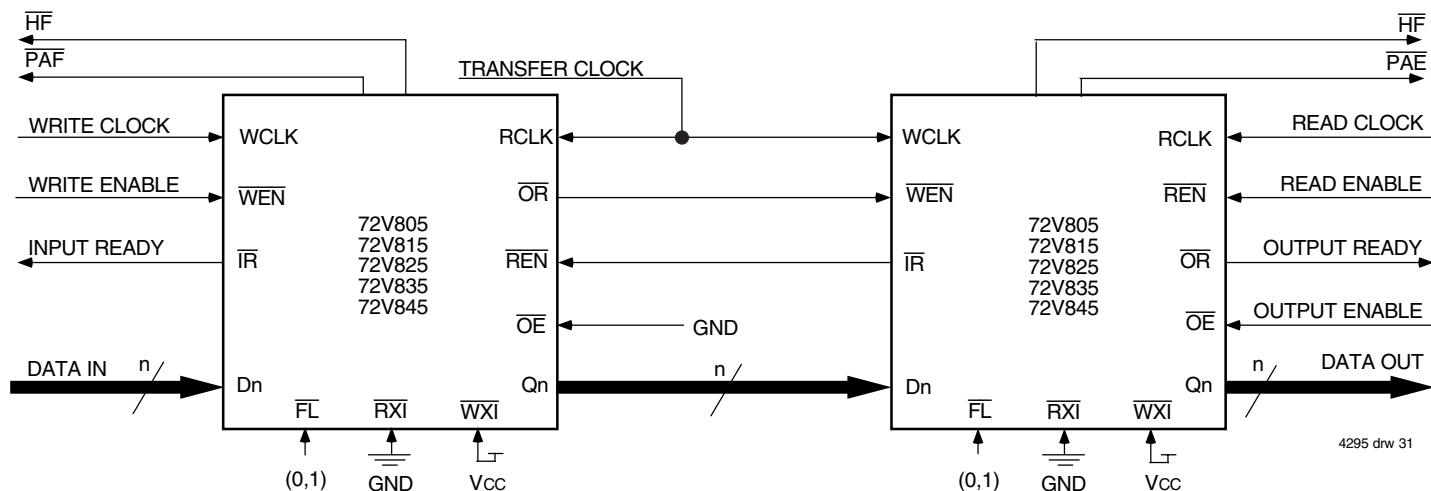 HF
HF
PAF
PAE
TRANSFER CLOCK
WRITE CLOCK
WCLK
RCLK
WCLK
RCLK
READ CLOCK
WRITE ENABLE
WEN
OR
WEN
REN
READ ENABLE
72V805
72V815
72V825
72V835
72V845
72V805
72V815
72V825
72V835
72V845
INPUT READY
IR
REN
IR
OR
OUTPUT READY
OE
GND
OE
OUTPUT ENABLE
DATA IN
n
Dn
Qn
n
Dn
Qn
n
DATA OUT
FL
RXI
WXI
FL
RXI
WXI
(0,1)
GND
VCC
(0,1)
GND
VCC
4295 drw 31